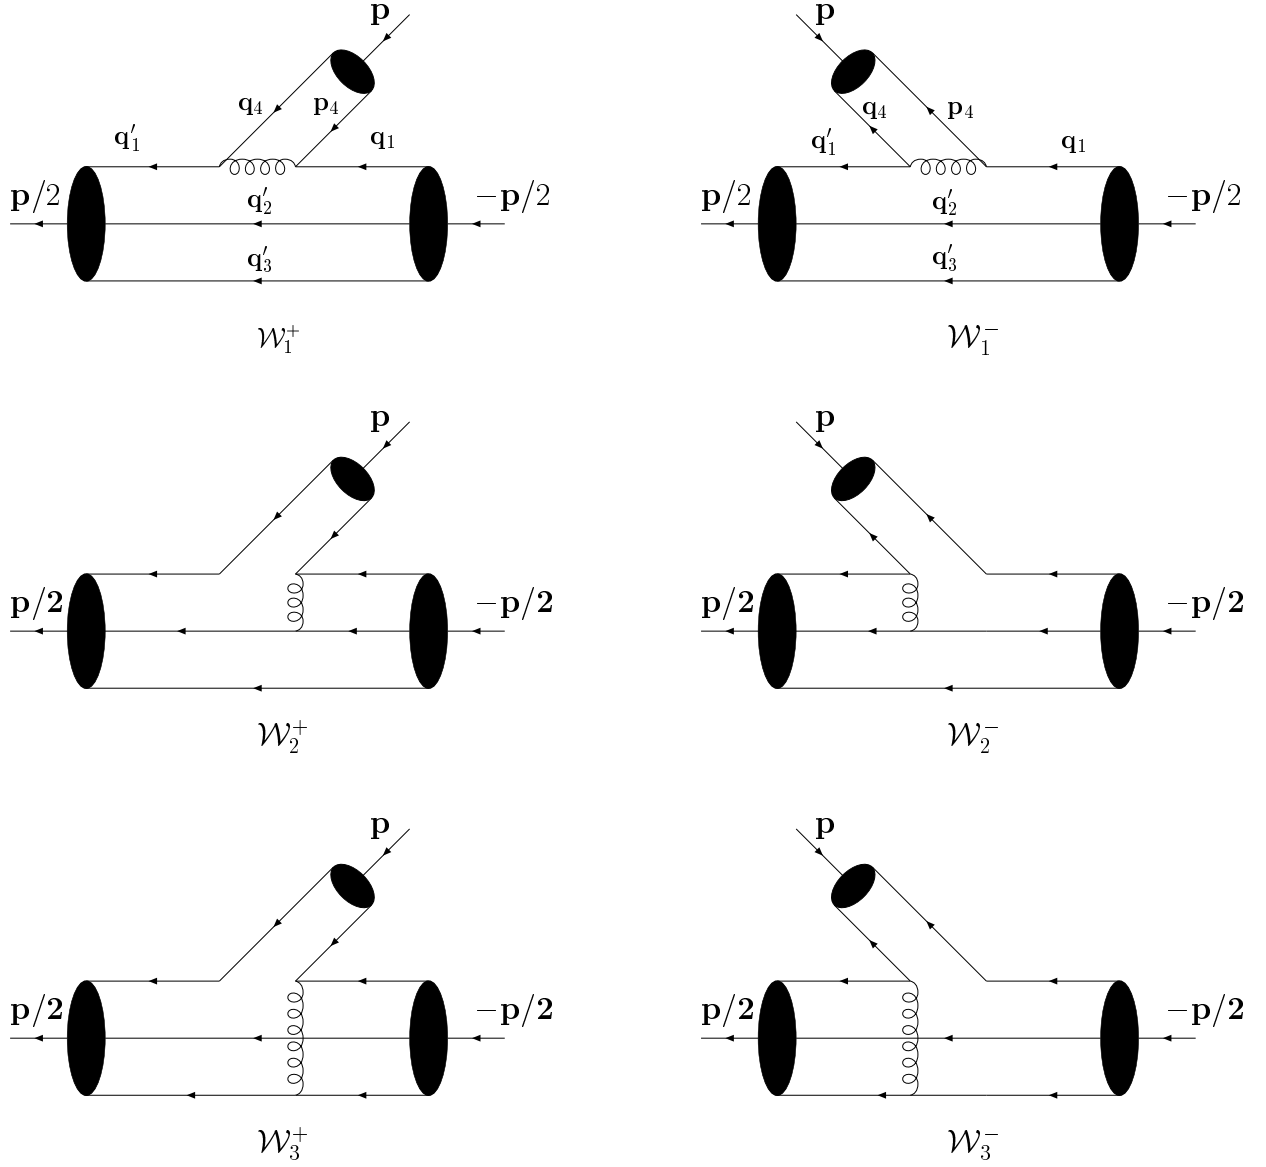 p p
q₄ p₄ q₄ p₄
q′₁ q₁ q′₁ q₁
p/2 q′₂ −p/2 p/2 q′₂ −p/2
q′₃ q′₃
𝒲₁⁺ 𝒲₁⁻
p p
p/2 −p/2 p/2 −p/2
𝒲₂⁺ 𝒲₂⁻
p p
p/2 −p/2 p/2 −p/2
𝒲₃⁺ 𝒲₃⁻